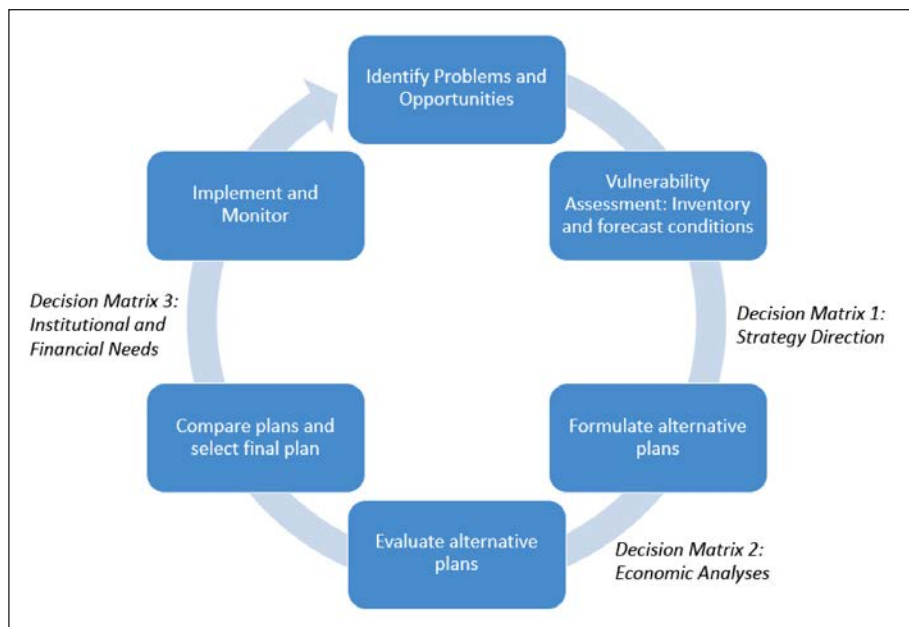 Identify Problems and
Opportunities
Vulnerability
Assessment: Inventory
and forecast conditions
Decision Matrix 1:
Strategy Direction
Formulate alternative
plans
Decision Matrix 2:
Economic Analyses
Evaluate alternative
plans
Compare plans and
select final plan
Decision Matrix 3:
Institutional and
Financial Needs
Implement and
Monitor